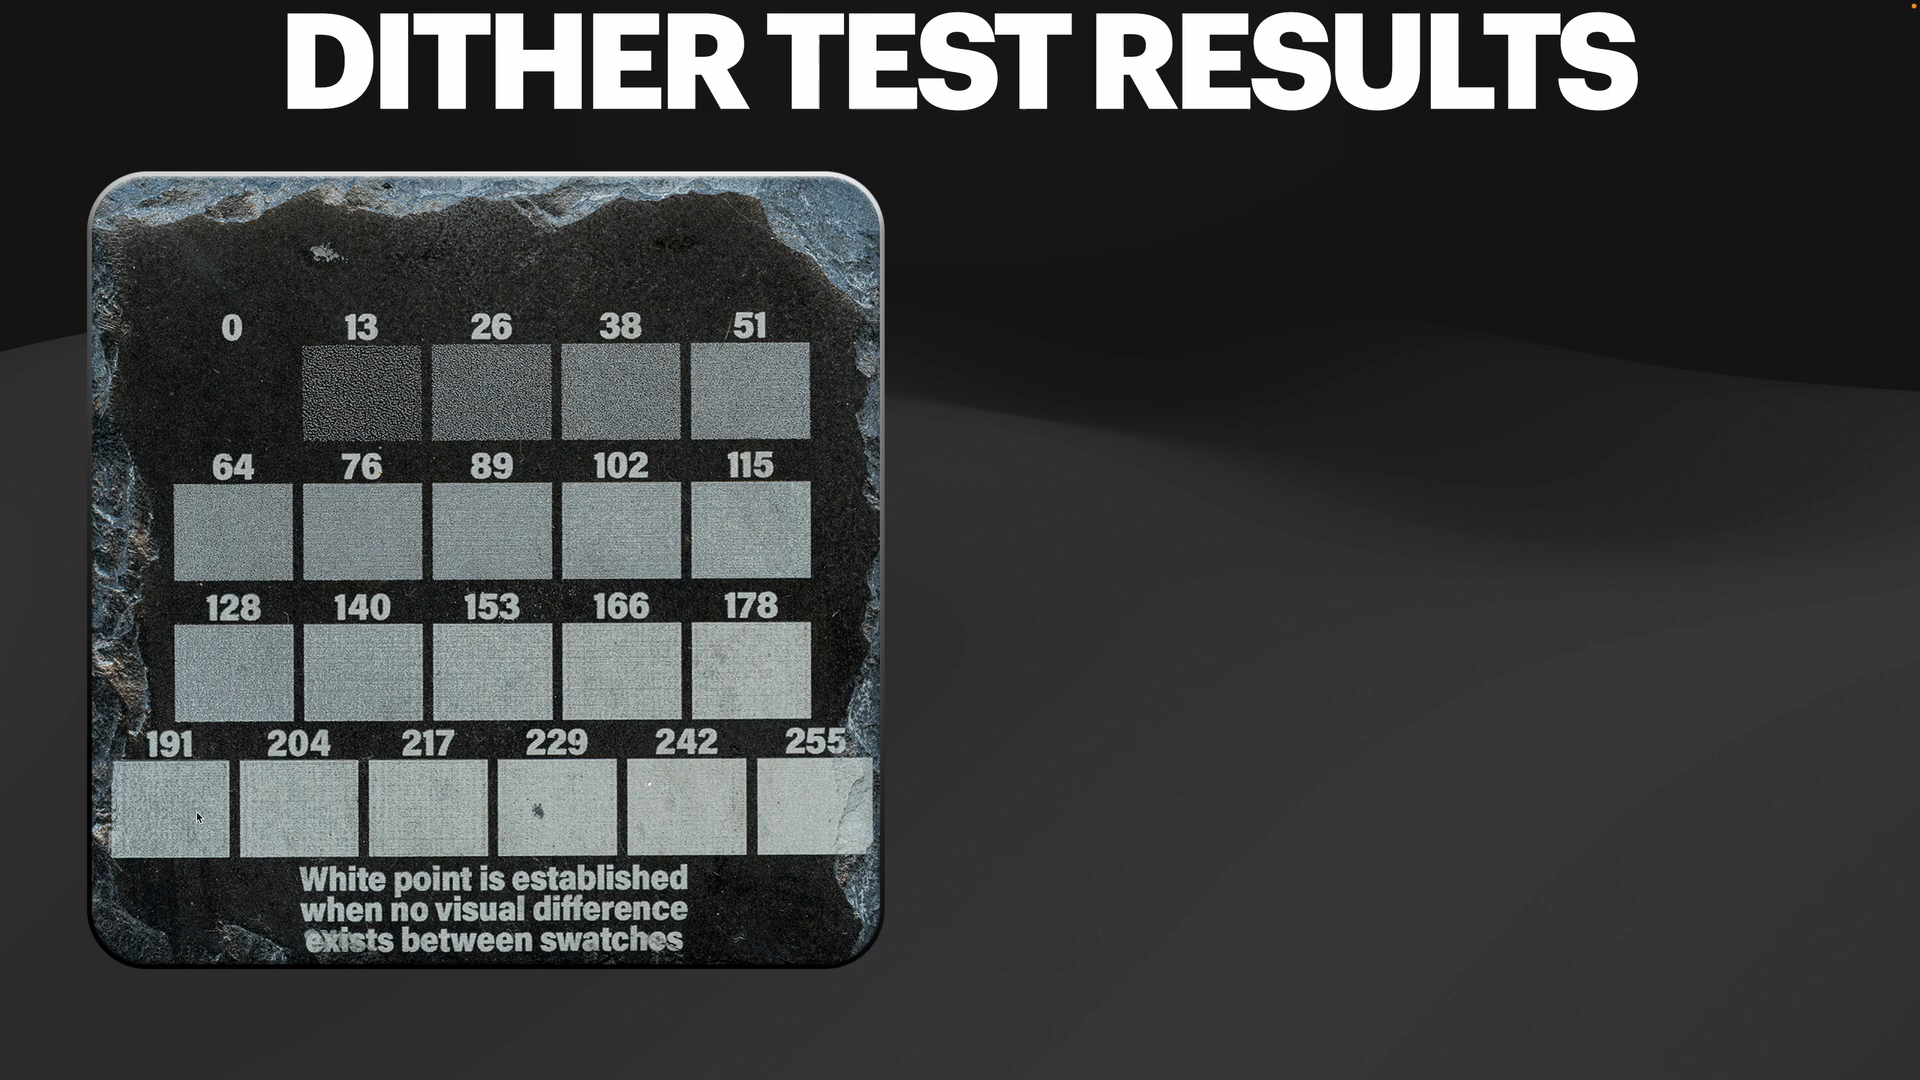 DITHER TEST RESULTS
0 13 26 38 51
64 76 89 102 115
128 140 153 166 178
191 204 217 229 242 255
White point is established
when no visual difference
exists between swatches